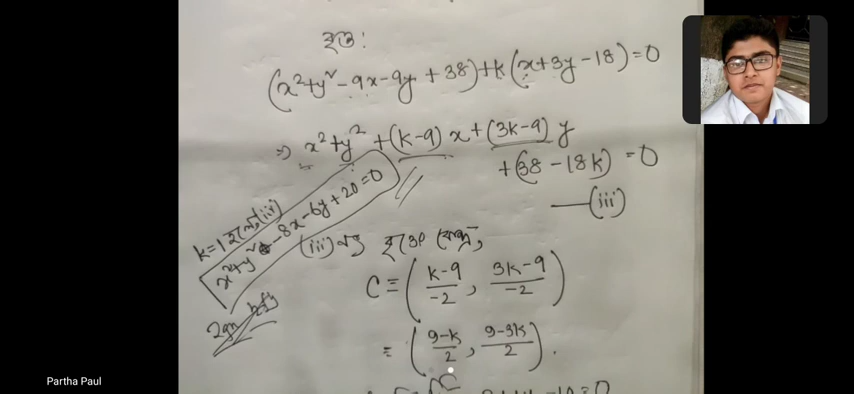 হবে:
(x²+y²-9x-9y+38)+k(x+3y-18)=0
⇒ x²+y²+(k-9)x+(3k-9)y
+(38-18k)=0
—(iii)
k=1 হলে, (iii)
x²+y²-8x-6y+20=0
(iii) নং হতে কেন্দ্র,
C≡(k-9/-2, 3k-9/-2)
=(9-k/2, 9-3k/2).
Partha Paul